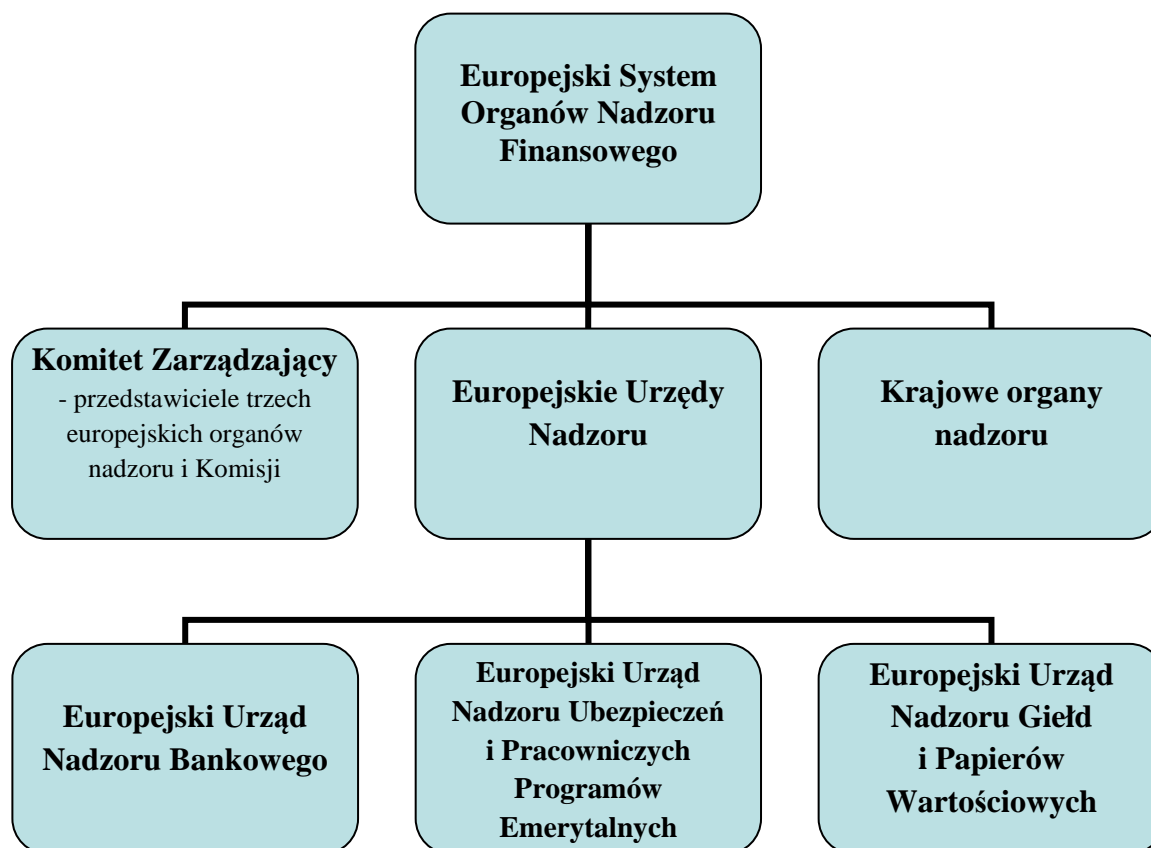 Europejski System
Organów Nadzoru
Finansowego
Komitet Zarządzający
- przedstawiciele trzech
europejskich organów
nadzoru i Komisji
Europejskie Urzędy
Nadzoru
Krajowe organy
nadzoru
Europejski Urząd
Nadzoru Bankowego
Europejski Urząd
Nadzoru Ubezpieczeń
i Pracowniczych
Programów
Emerytalnych
Europejski Urząd
Nadzoru Giełd
i Papierów
Wartościowych